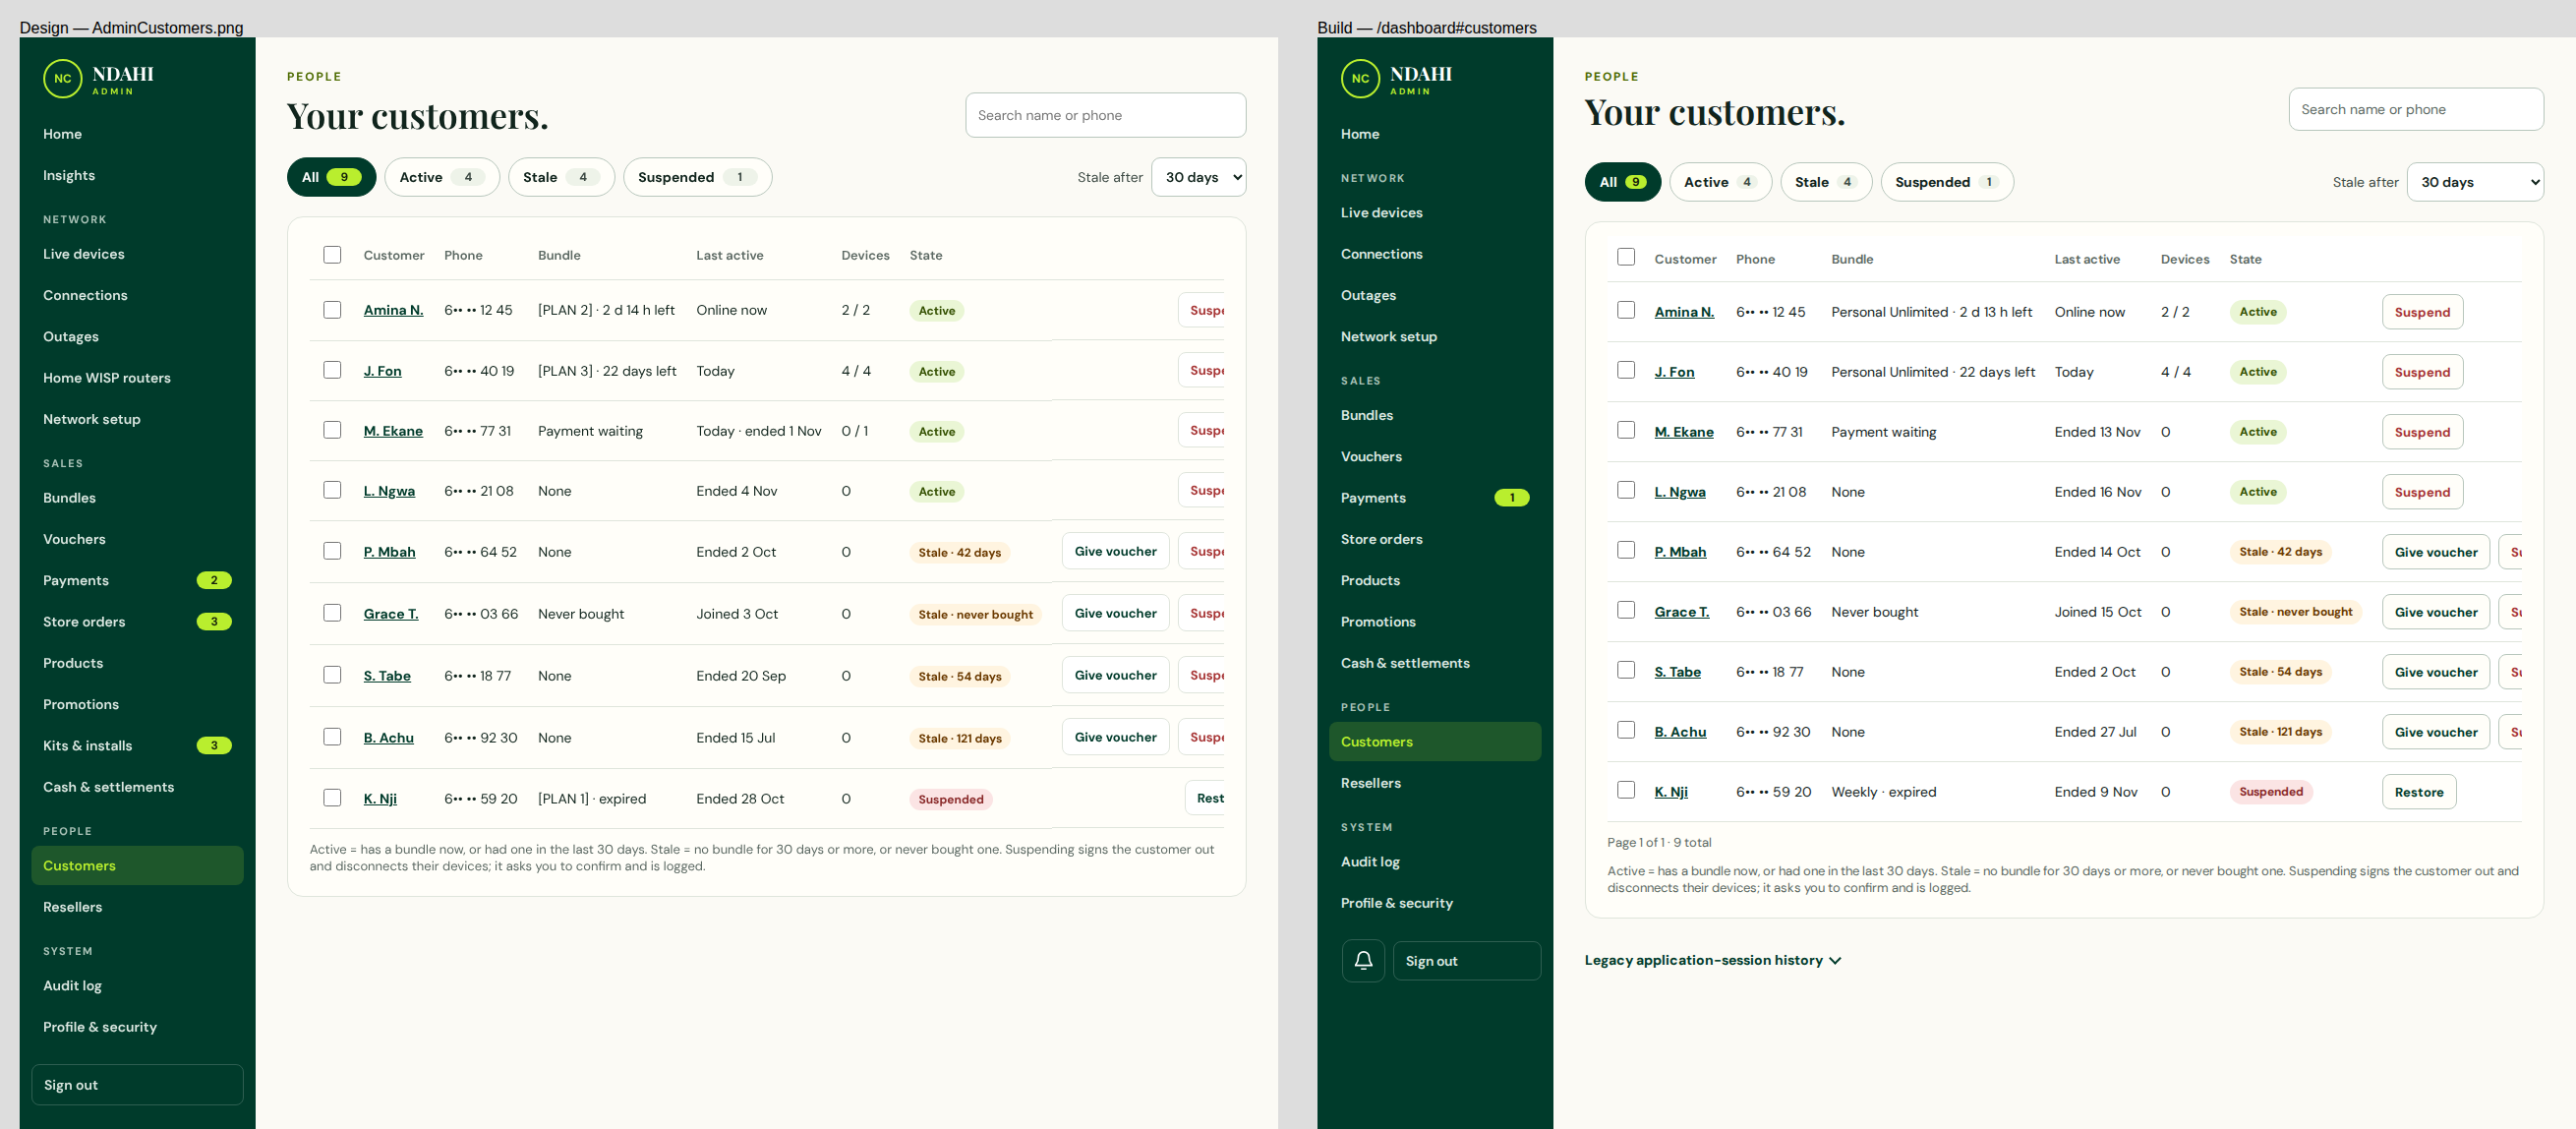 Design — AdminCustomers.png
NC
NDAHI
ADMIN
Home
Insights
NETWORK
Live devices
Connections
Outages
Home WISP routers
Network setup
SALES
Bundles
Vouchers
Payments 2
Store orders 3
Products
Promotions
Kits & installs 3
Cash & settlements
PEOPLE
Customers
Resellers
SYSTEM
Audit log
Profile & security
Sign out
PEOPLE
Your customers.
Search name or phone
All 9 Active 4 Stale 4 Suspended 1 Stale after 30 days
Customer Phone Bundle Last active Devices State
Amina N. 6•• •• 12 45 [PLAN 2] · 2 d 14 h left Online now 2 / 2 Active Suspe
J. Fon 6•• •• 40 19 [PLAN 3] · 22 days left Today 4 / 4 Active Suspe
M. Ekane 6•• •• 77 31 Payment waiting Today · ended 1 Nov 0 / 1 Active Suspe
L. Ngwa 6•• •• 21 08 None Ended 4 Nov 0 Active Suspe
P. Mbah 6•• •• 64 52 None Ended 2 Oct 0 Stale · 42 days Give voucher Suspe
Grace T. 6•• •• 03 66 Never bought Joined 3 Oct 0 Stale · never bought Give voucher Suspe
S. Tabe 6•• •• 18 77 None Ended 20 Sep 0 Stale · 54 days Give voucher Suspe
B. Achu 6•• •• 92 30 None Ended 15 Jul 0 Stale · 121 days Give voucher Suspe
K. Nji 6•• •• 59 20 [PLAN 1] · expired Ended 28 Oct 0 Suspended Rest
Active = has a bundle now, or had one in the last 30 days. Stale = no bundle for 30 days or more, or never bought one. Suspending signs the customer out
and disconnects their devices; it asks you to confirm and is logged.
Build — /dashboard#customers
NC
NDAHI
ADMIN
Home
NETWORK
Live devices
Connections
Outages
Network setup
SALES
Bundles
Vouchers
Payments 1
Store orders
Products
Promotions
Cash & settlements
PEOPLE
Customers
Resellers
SYSTEM
Audit log
Profile & security
Sign out
PEOPLE
Your customers.
Search name or phone
All 9 Active 4 Stale 4 Suspended 1 Stale after 30 days
Customer Phone Bundle Last active Devices State
Amina N. 6•• •• 12 45 Personal Unlimited · 2 d 13 h left Online now 2 / 2 Active Suspend
J. Fon 6•• •• 40 19 Personal Unlimited · 22 days left Today 4 / 4 Active Suspend
M. Ekane 6•• •• 77 31 Payment waiting Ended 13 Nov 0 Active Suspend
L. Ngwa 6•• •• 21 08 None Ended 16 Nov 0 Active Suspend
P. Mbah 6•• •• 64 52 None Ended 14 Oct 0 Stale · 42 days Give voucher Su
Grace T. 6•• •• 03 66 Never bought Joined 15 Oct 0 Stale · never bought Give voucher Su
S. Tabe 6•• •• 18 77 None Ended 2 Oct 0 Stale · 54 days Give voucher Su
B. Achu 6•• •• 92 30 None Ended 27 Jul 0 Stale · 121 days Give voucher Su
K. Nji 6•• •• 59 20 Weekly · expired Ended 9 Nov 0 Suspended Restore
Page 1 of 1 · 9 total
Active = has a bundle now, or had one in the last 30 days. Stale = no bundle for 30 days or more, or never bought one. Suspending signs the customer out and
disconnects their devices; it asks you to confirm and is logged.
Legacy application-session history